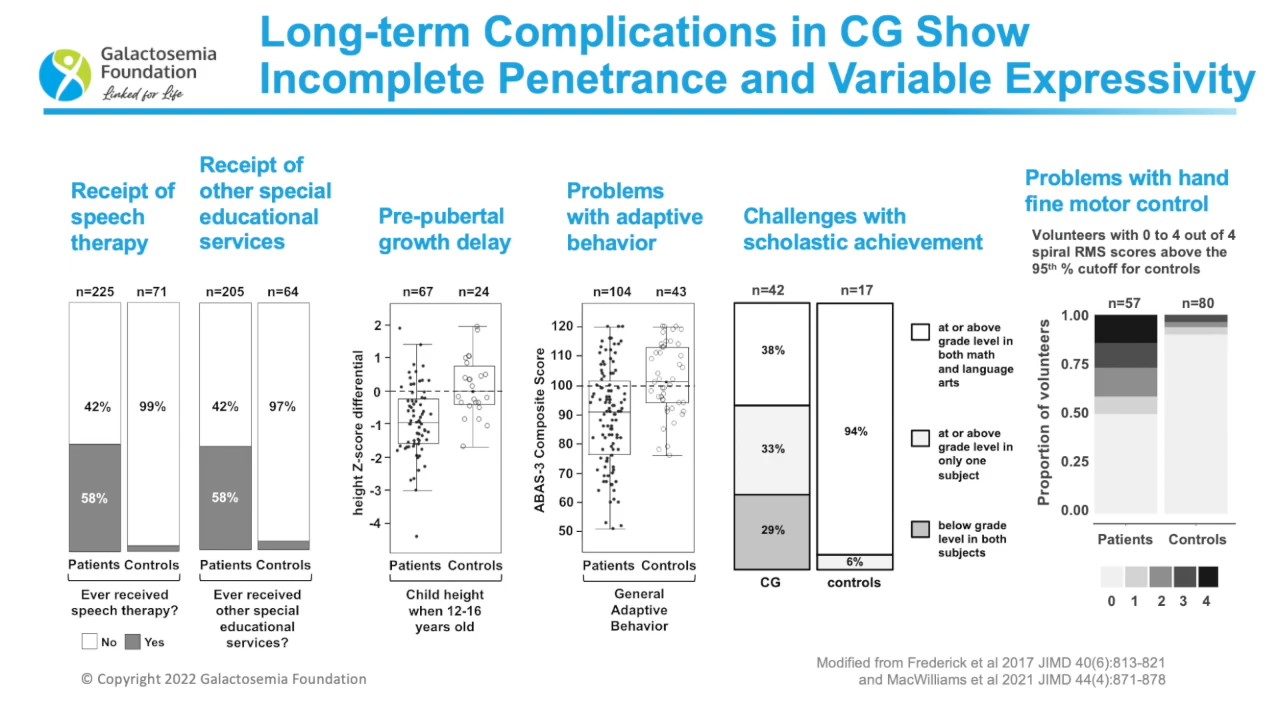 Long-term Complications in CG Show
Incomplete Penetrance and Variable Expressivity
Galactosemia
Foundation
Linked for Life
Receipt of
speech
therapy
n=225 n=71
42% 99%
58%
Patients Controls
Ever received
speech therapy?
No Yes
Receipt of
other special
educational
services
n=205 n=64
42% 97%
58%
Patients Controls
Ever received
other special
educational
services?
Pre-pubertal
growth delay
n=67 n=24
height Z-score differential
2
1
0
-1
-2
-3
-4
Patients Controls
Child height
when 12-16
years old
Problems
with adaptive
behavior
n=104 n=43
ABAS-3 Composite Score
120
110
100
90
80
70
60
50
Patients Controls
General
Adaptive
Behavior
Challenges with
scholastic achievement
n=42 n=17
38%
33%
29%
94%
6%
CG controls
at or above
grade level in
both math
and language
arts
at or above
grade level in
only one
subject
below grade
level in both
subjects
Problems with hand
fine motor control
Volunteers with 0 to 4 out of 4
spiral RMS scores above the
95th % cutoff for controls
n=57 n=80
Proportion of volunteers
1.00
0.75
0.50
0.25
0.00
Patients Controls
0 1 2 3 4
Modified from Frederick et al 2017 JIMD 40(6):813-821
and MacWilliams et al 2021 JIMD 44(4):871-878
© Copyright 2022 Galactosemia Foundation